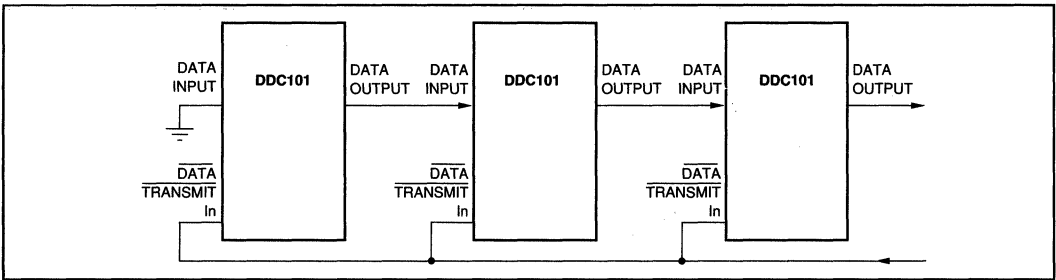 DATA
INPUT
DDC101
DATA
OUTPUT
DATA
INPUT
DDC101
DATA
OUTPUT
DATA
INPUT
DDC101
DATA
OUTPUT
DATA
TRANSMIT
In
DATA
TRANSMIT
In
DATA
TRANSMIT
In